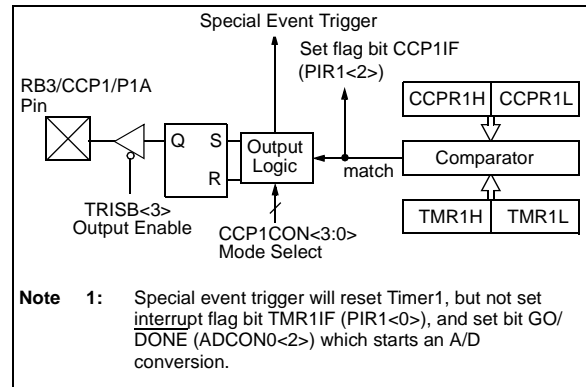 Special Event Trigger
Set flag bit CCP1IF
(PIR1<2>)
RB3/CCP1/P1A
Pin
CCPR1H CCPR1L
Q S
R
Output
Logic
match
Comparator
TRISB<3>
Output Enable
CCP1CON<3:0>
Mode Select
TMR1H TMR1L
Note 1: Special event trigger will reset Timer1, but not set
interrupt flag bit TMR1IF (PIR1<0>), and set bit GO/
DONE (ADCON0<2>) which starts an A/D
conversion.